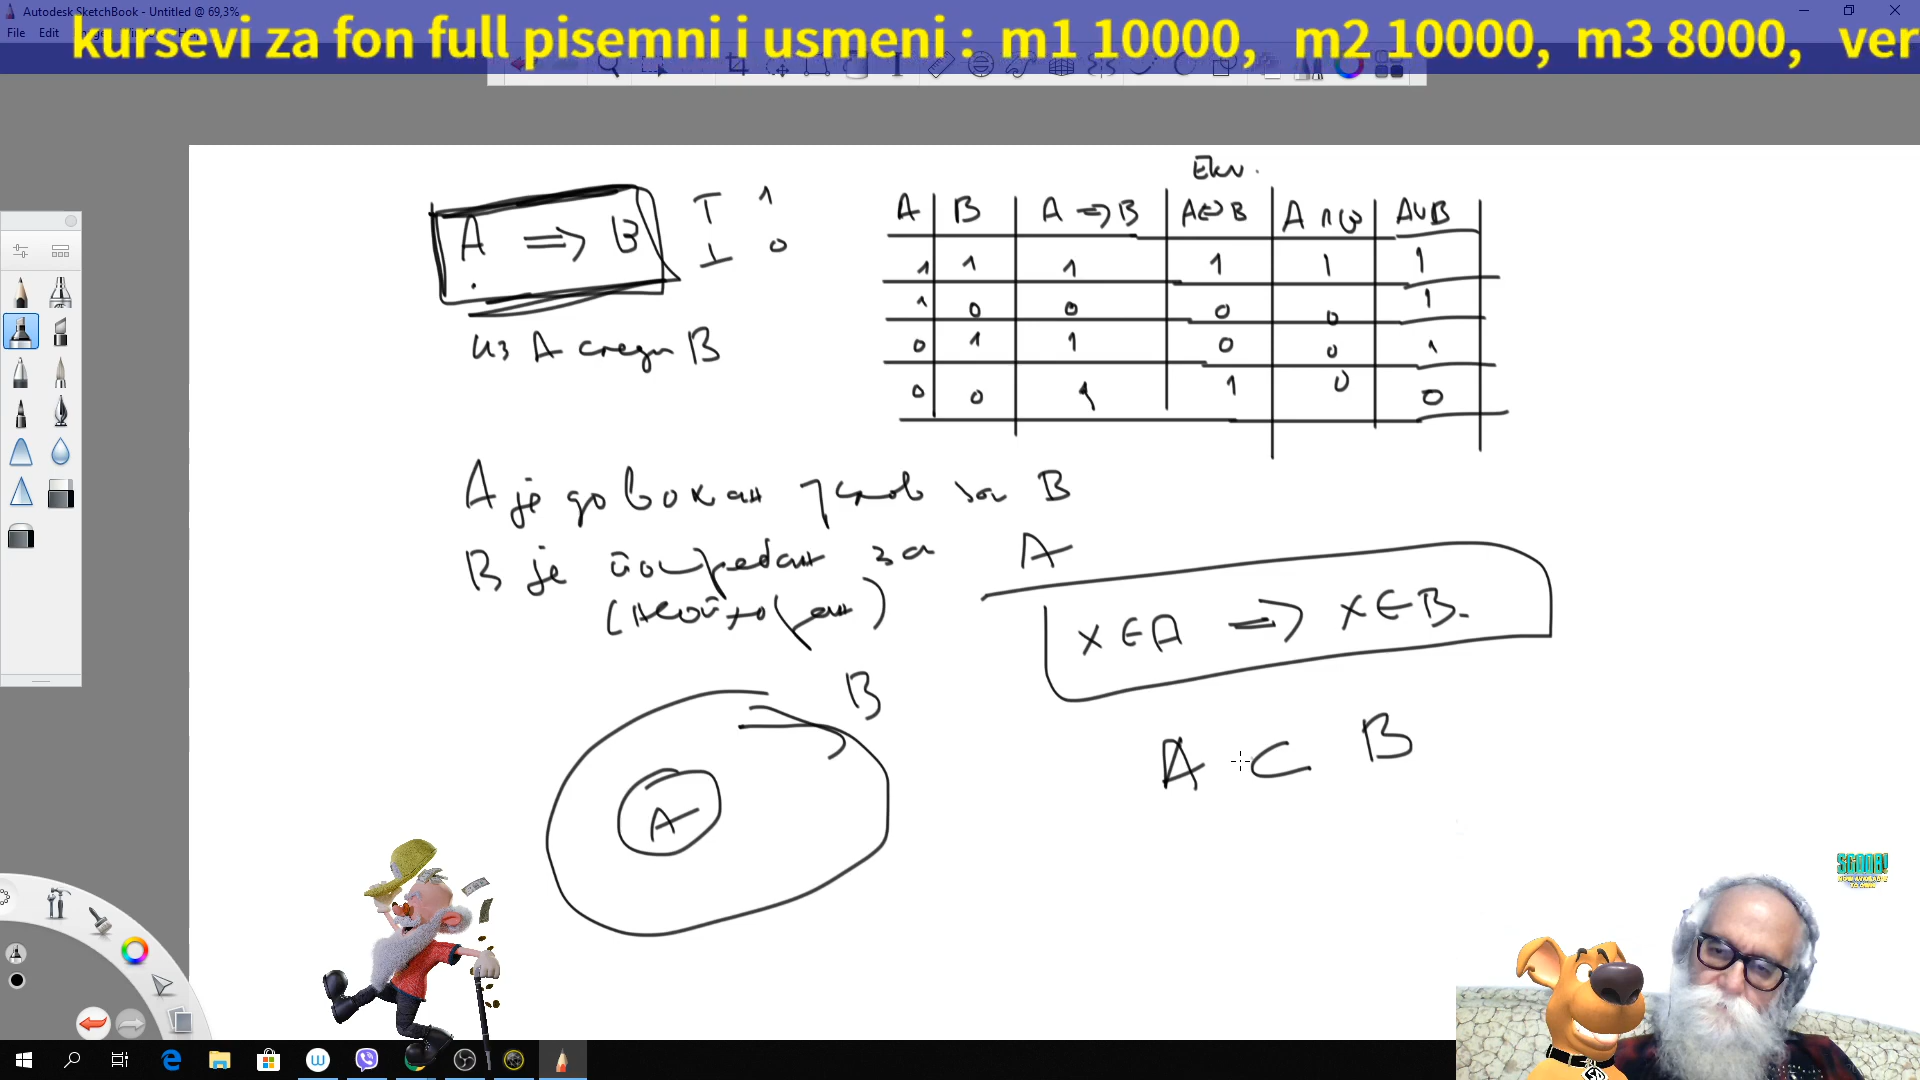 Autodesk SketchBook - Untitled @ 69,3%
File Edit
kursevi za fon full pisemni i usmeni : m1 10000, m2 10000, m3 8000, ver
A ⇒ B
T 1
⊥ 0
из A следи B
Екв.
A B A ⇒ B A⇔B A ∧ B A∪B
1 1 1 1 1 1
1 0 0 0 0 1
0 1 1 0 0 1
0 0 1 1 0 0
A је довољан услов за B
B је потребан за A
(неопходан)
x ∈ A ⇒ x ∈ B.
B
A
A ⊂ B
SCOOB!